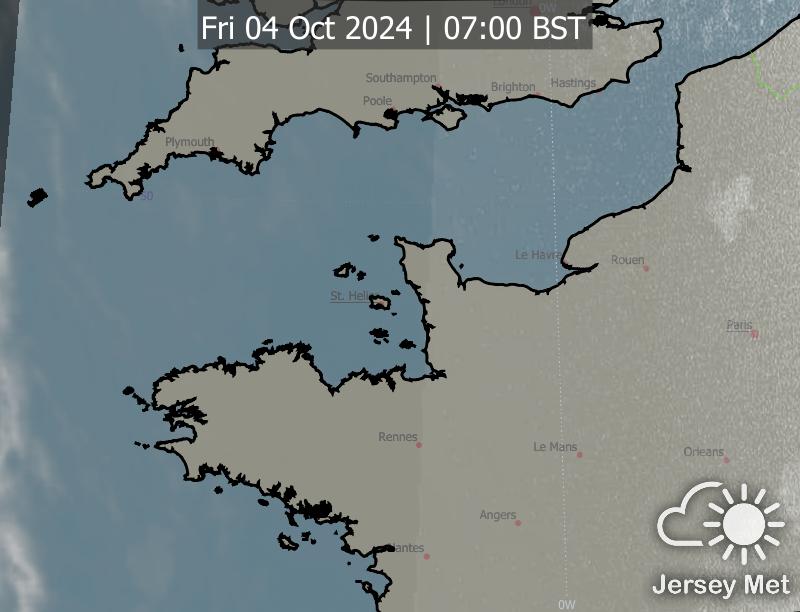 London
0W
Fri 04 Oct 2024 | 07:00 BST
Southampton
Brighton
Hastings
Poole
Plymouth
50
Le Havre
Rouen
St. Helier
Paris
Rennes
Le Mans
Orleans
Angers
Nantes
Jersey Met
0W